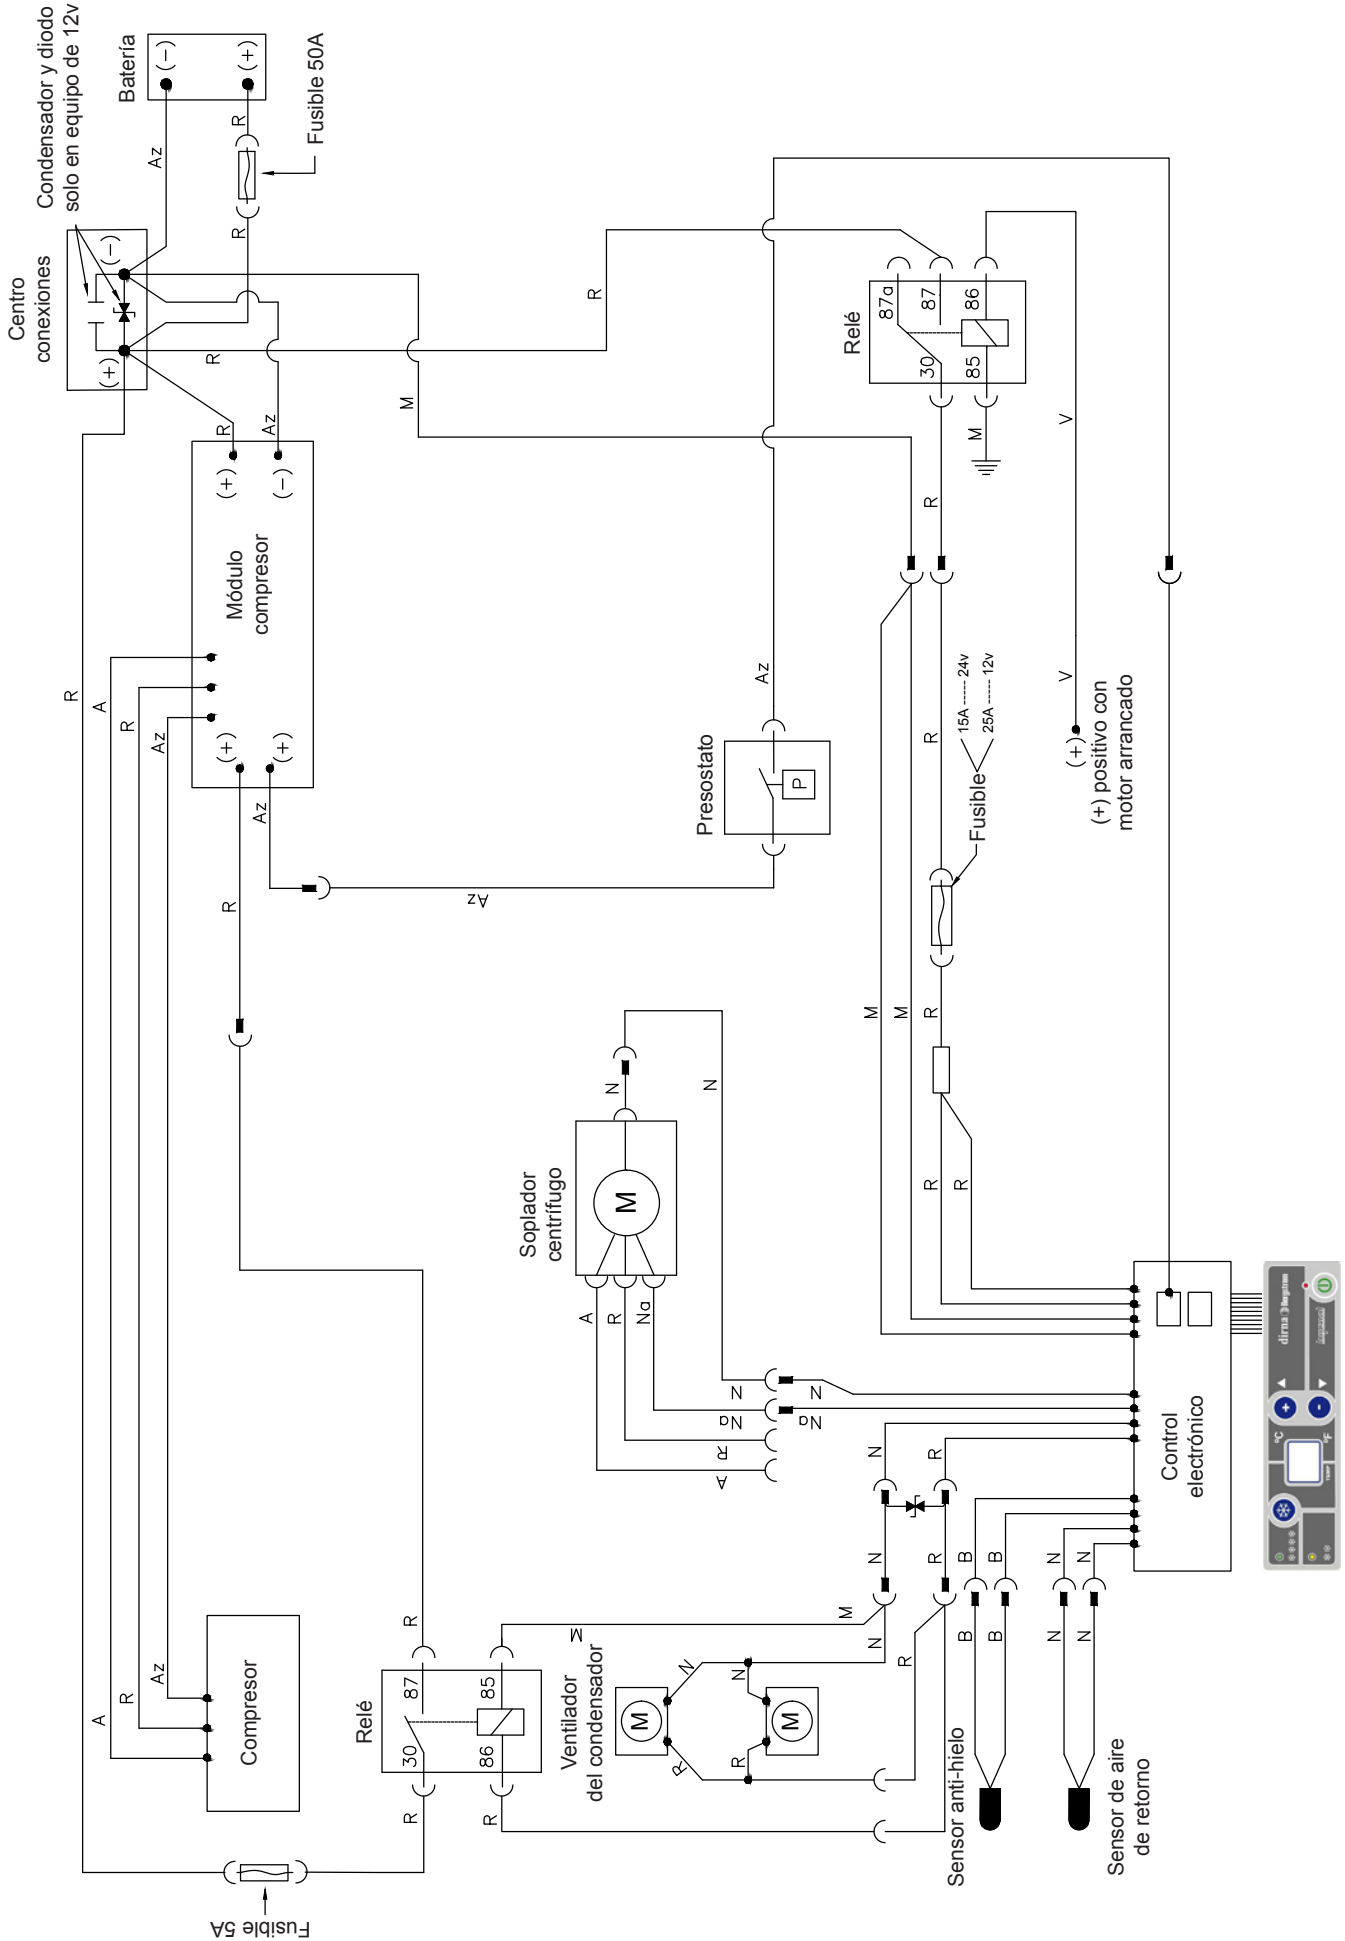 Condensador y diodo
solo en equipo de 12v
Batería
(-)
(+)
Az
R
R
Fusible 50A
Centro
conexiones
(-)
(+)
R
Az
R
M
R
Módulo
compresor
(+)
(-)
(+)
(+)
R
A
R
Az
Az
R
Az
Presostato
P
Az
Relé
87a
87
86
30
85
M
V
R
R
Fusible
15A ----- 24v
25A ----- 12v
V
(+)
(+) positivo con
motor arrancado
M
M
R
R
R
Soplador
centrífugo
M
N
N
A
R
Na
N
Na
R
A
N
Na
N
R
Compresor
A
R
Az
R
Relé
87
85
30
86
R
R
M
M
Ventilador
del condensador
M
M
N
N
R
R
N
R
N
R
B
B
N
N
B
B
N
N
Sensor anti-hielo
Sensor de aire
de retorno
Control
electrónico
Fusible 5A
dirna Bergstrom
°C
°F
TEMP
+
-